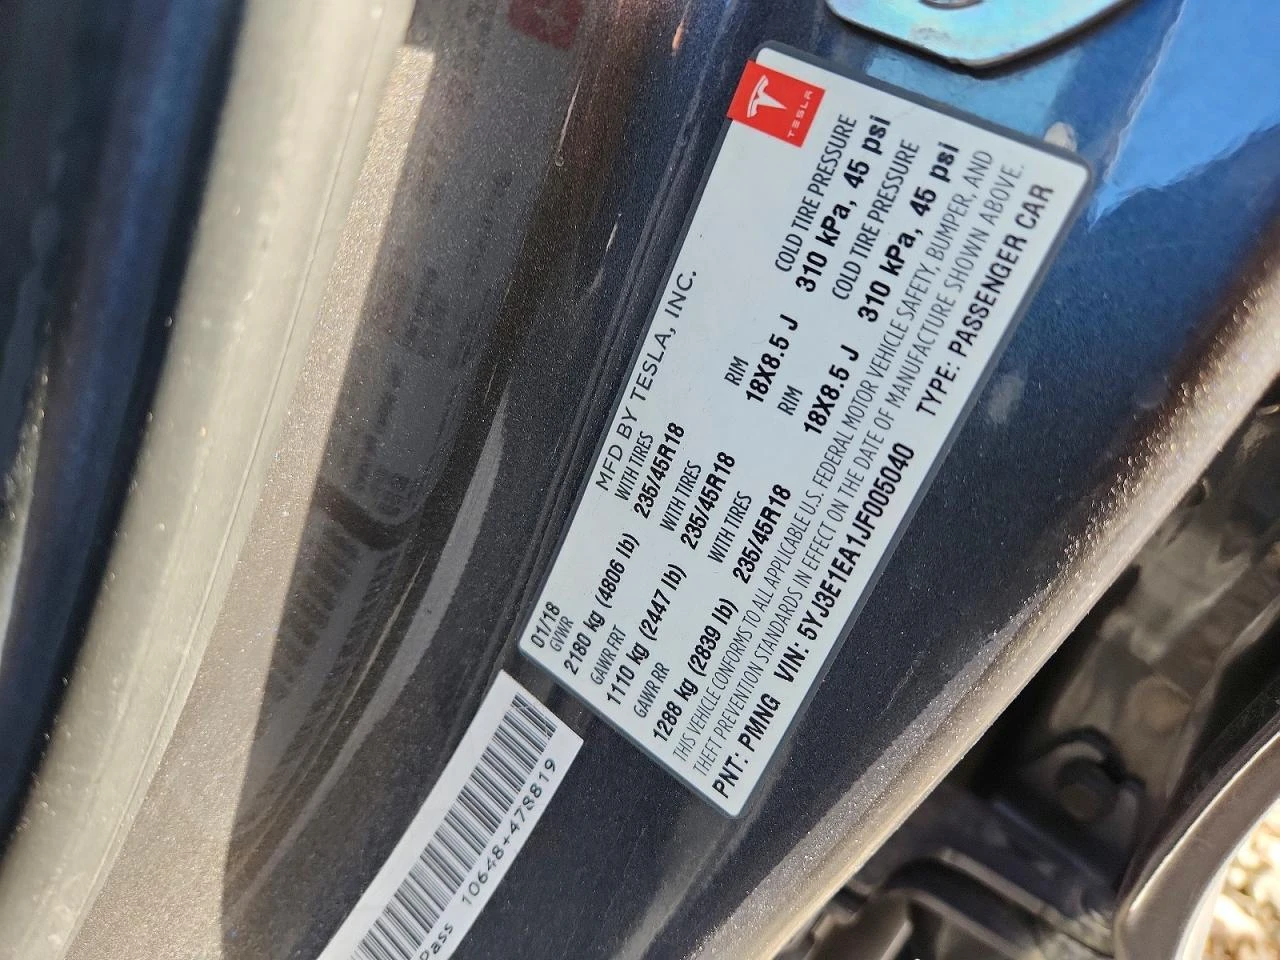 TESLA
MFD BY TESLA, INC.
01/18
GVWR
2180 kg (4806 lb)
WITH TIRES
235/45R18
RIM
18X8.5 J
COLD TIRE PRESSURE
310 kPa, 45 psi
GAWR FRT
1110 kg (2447 lb)
WITH TIRES
235/45R18
RIM
18X8.5 J
COLD TIRE PRESSURE
310 kPa, 45 psi
GAWR RR
1288 kg (2839 lb)
WITH TIRES
235/45R18
THIS VEHICLE CONFORMS TO ALL APPLICABLE U.S. FEDERAL MOTOR VEHICLE SAFETY, BUMPER, AND
THEFT PREVENTION STANDARDS IN EFFECT ON THE DATE OF MANUFACTURE SHOWN ABOVE.
PNT: PMNG VIN: 5YJ3E1EA1JF005040 TYPE: PASSENGER CAR
Pass 10648+478819